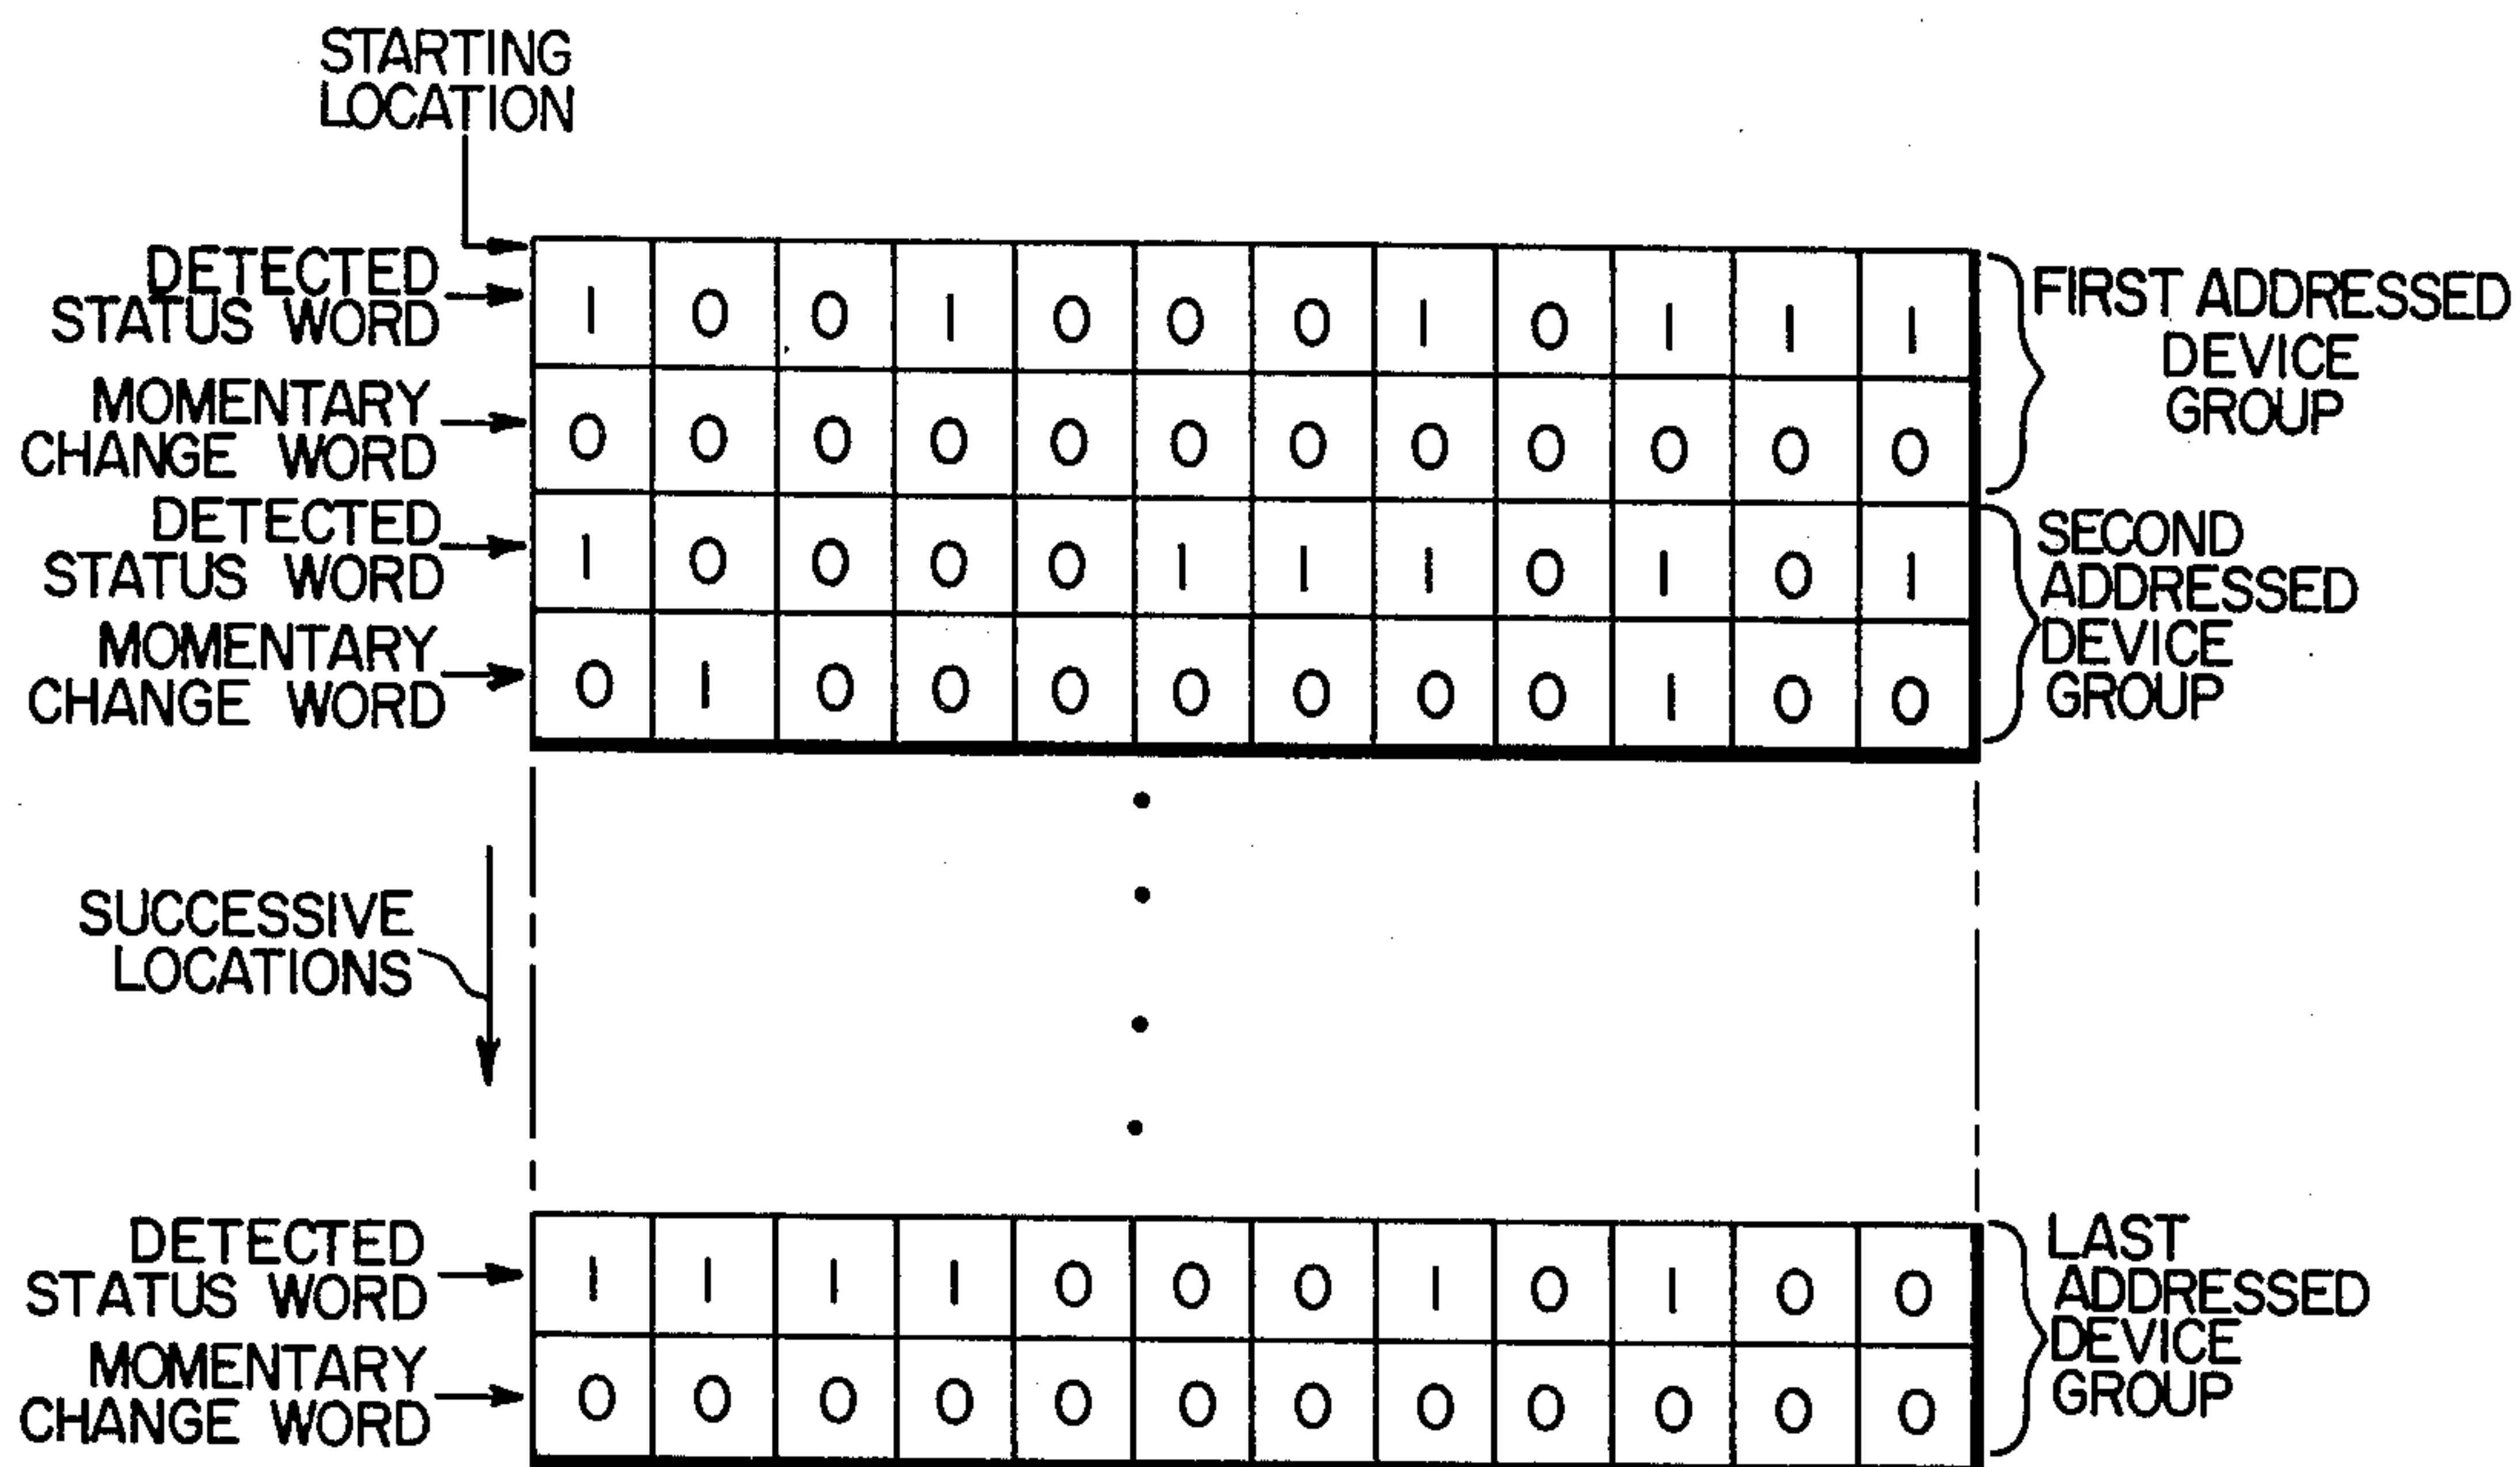 STARTING
LOCATION
DETECTED
STATUS WORD
1 0 0 1 0 0 0 1 0 1 1 1
FIRST ADDRESSED
DEVICE
GROUP
MOMENTARY
CHANGE WORD
0 0 0 0 0 0 0 0 0 0 0 0
DETECTED
STATUS WORD
1 0 0 0 0 1 1 1 0 1 0 1
SECOND
ADDRESSED
DEVICE
GROUP
MOMENTARY
CHANGE WORD
0 1 0 0 0 0 0 0 0 1 0 0
SUCCESSIVE
LOCATIONS
DETECTED
STATUS WORD
1 1 1 1 0 0 0 1 0 1 0 0
LAST
ADDRESSED
DEVICE
GROUP
MOMENTARY
CHANGE WORD
0 0 0 0 0 0 0 0 0 0 0 0